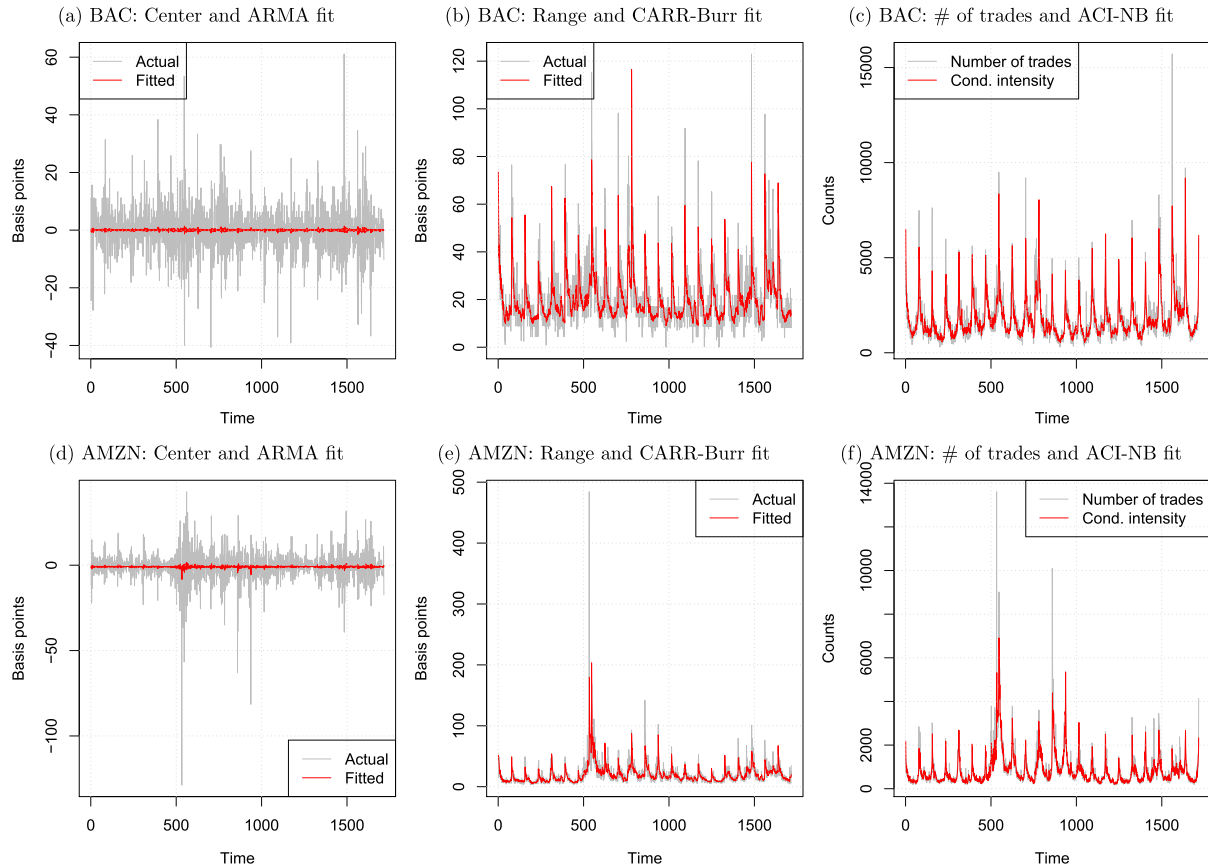 (a) BAC: Center and ARMA fit
60
40
20
0
−20
−40
Basis points
Actual
Fitted
0 500 1000 1500
Time
(b) BAC: Range and CARR-Burr fit
120
100
80
60
40
20
0
Basis points
Actual
Fitted
0 500 1000 1500
Time
(c) BAC: # of trades and ACI-NB fit
15000
10000
5000
0
Counts
Number of trades
Cond. intensity
0 500 1000 1500
Time
(d) AMZN: Center and ARMA fit
0
−50
−100
Basis points
Actual
Fitted
0 500 1000 1500
Time
(e) AMZN: Range and CARR-Burr fit
500
400
300
200
100
0
Basis points
Actual
Fitted
0 500 1000 1500
Time
(f) AMZN: # of trades and ACI-NB fit
14000
10000
6000
2000
0
Counts
Number of trades
Cond. intensity
0 500 1000 1500
Time